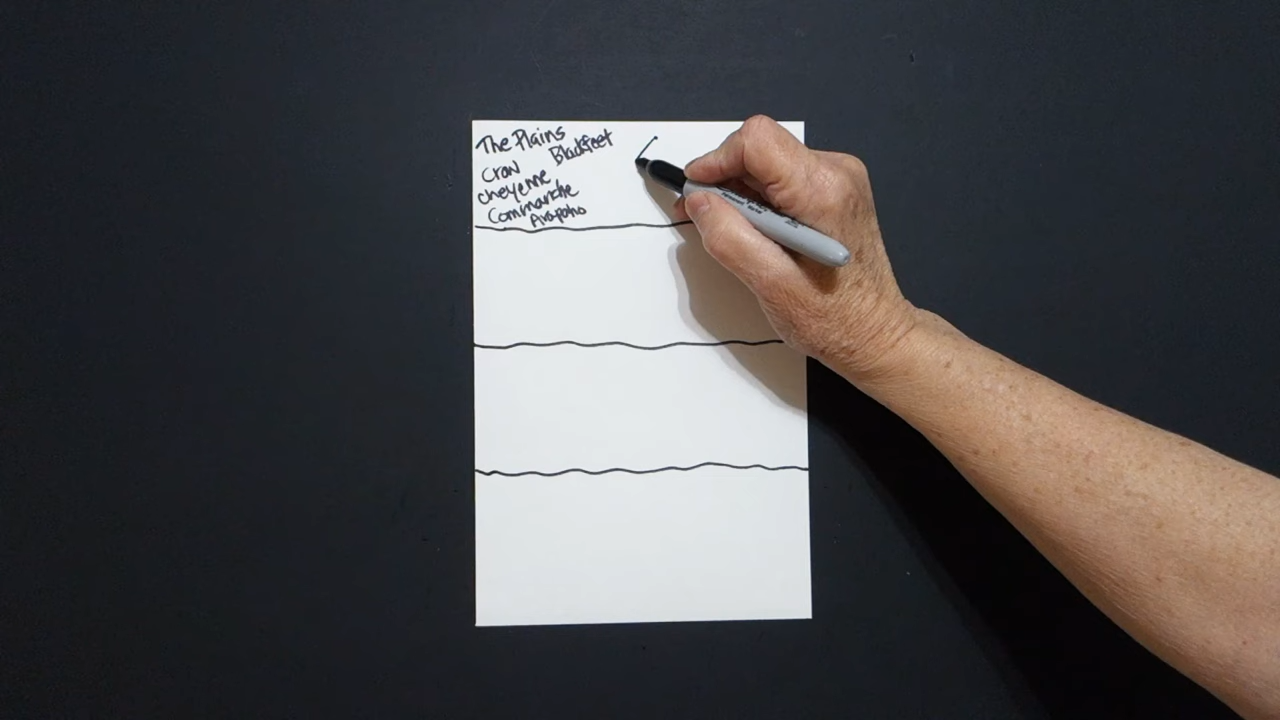 The Plains
Blackfeet
Crow
Cheyenne
Commanche
Arapaho